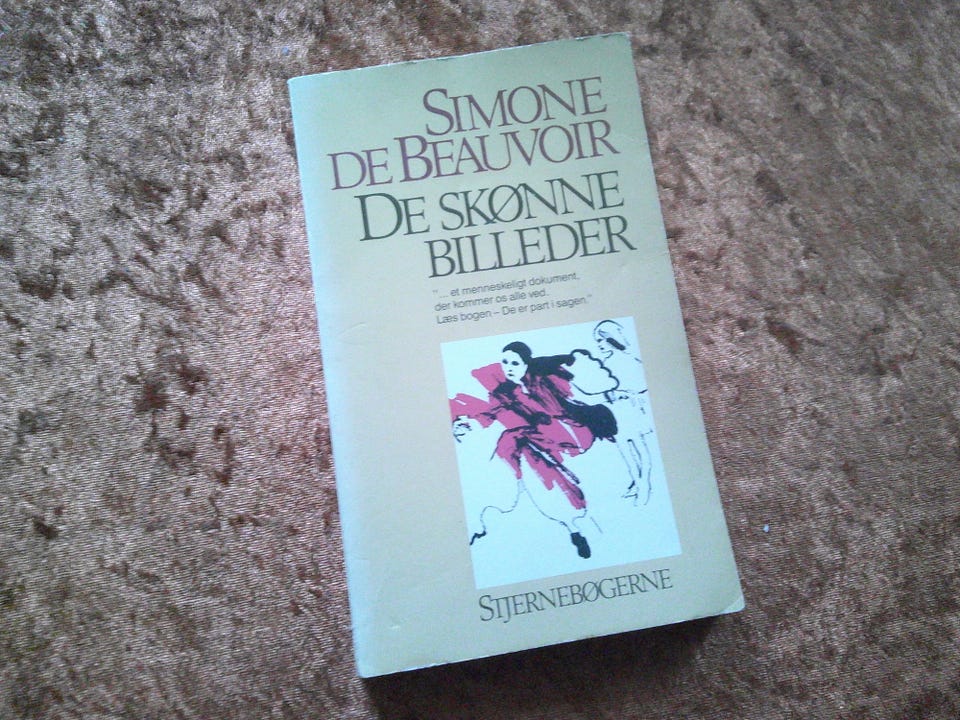 SIMONE
DE BEAUVOIR
DE SKØNNE
BILLEDER
"... et menneskeligt dokument,
der kommer os alle ved..
Læs bogen – De er part i sagen."
STJERNEBØGERNE